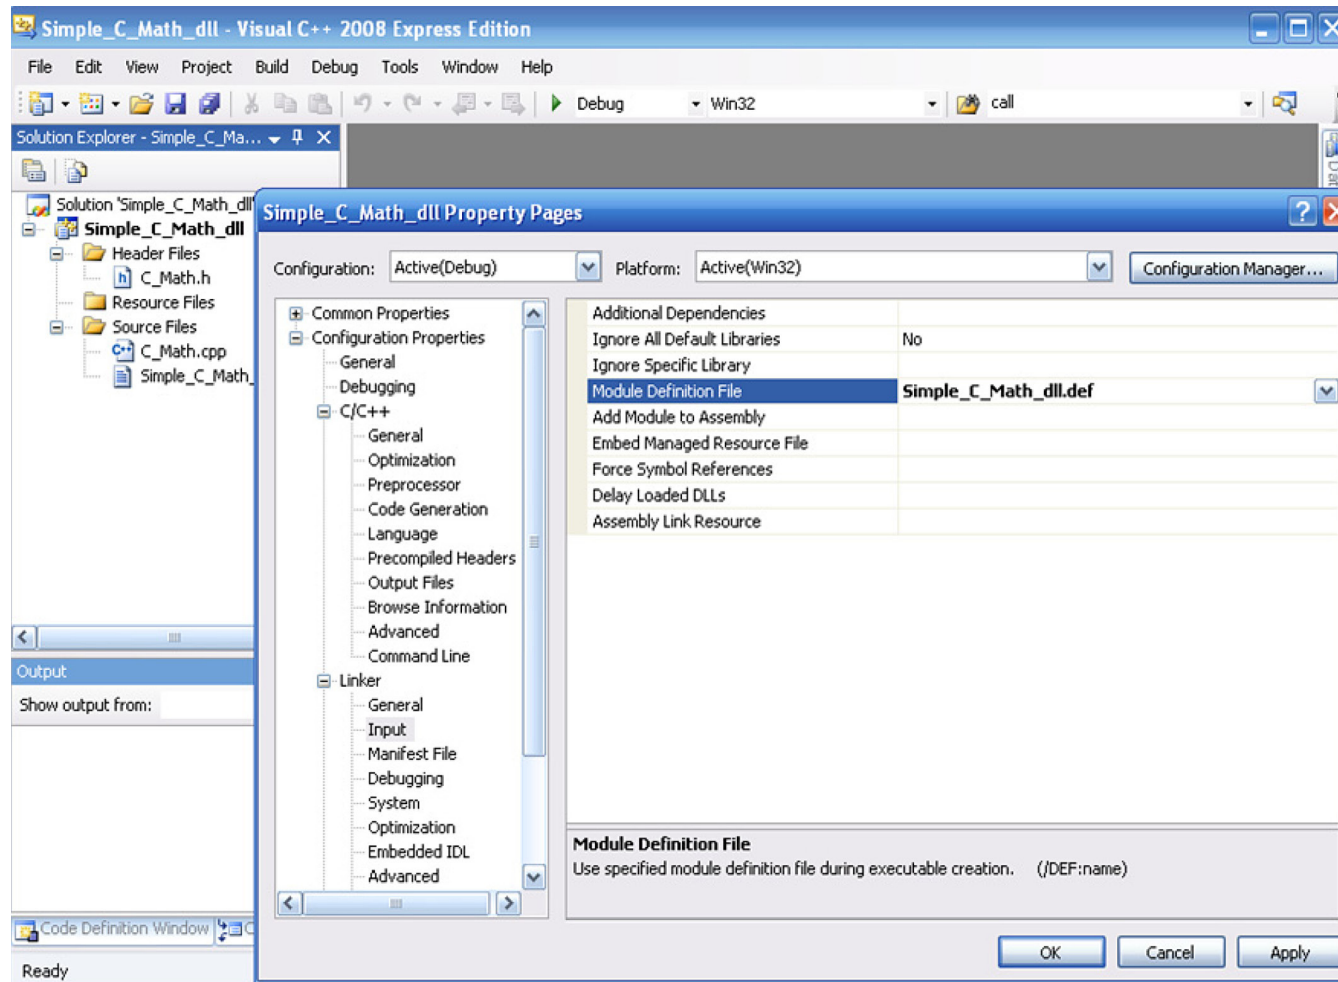 Simple_C_Math_dll - Visual C++ 2008 Express Edition
File Edit View Project Build Debug Tools Window Help
Debug Win32 call
Solution Explorer - Simple_C_Ma...
Solution 'Simple_C_Math_dll'
Simple_C_Math_dll
Header Files
C_Math.h
Resource Files
Source Files
C_Math.cpp
Simple_C_Math_
Output
Show output from:
Code Definition Window
Ready
Simple_C_Math_dll Property Pages
Configuration: Active(Debug) Platform: Active(Win32) Configuration Manager...
Common Properties
Configuration Properties
General
Debugging
C/C++
General
Optimization
Preprocessor
Code Generation
Language
Precompiled Headers
Output Files
Browse Information
Advanced
Command Line
Linker
General
Input
Manifest File
Debugging
System
Optimization
Embedded IDL
Advanced
Additional Dependencies
Ignore All Default Libraries No
Ignore Specific Library
Module Definition File Simple_C_Math_dll.def
Add Module to Assembly
Embed Managed Resource File
Force Symbol References
Delay Loaded DLLs
Assembly Link Resource
Module Definition File
Use specified module definition file during executable creation. (/DEF:name)
OK Cancel Apply